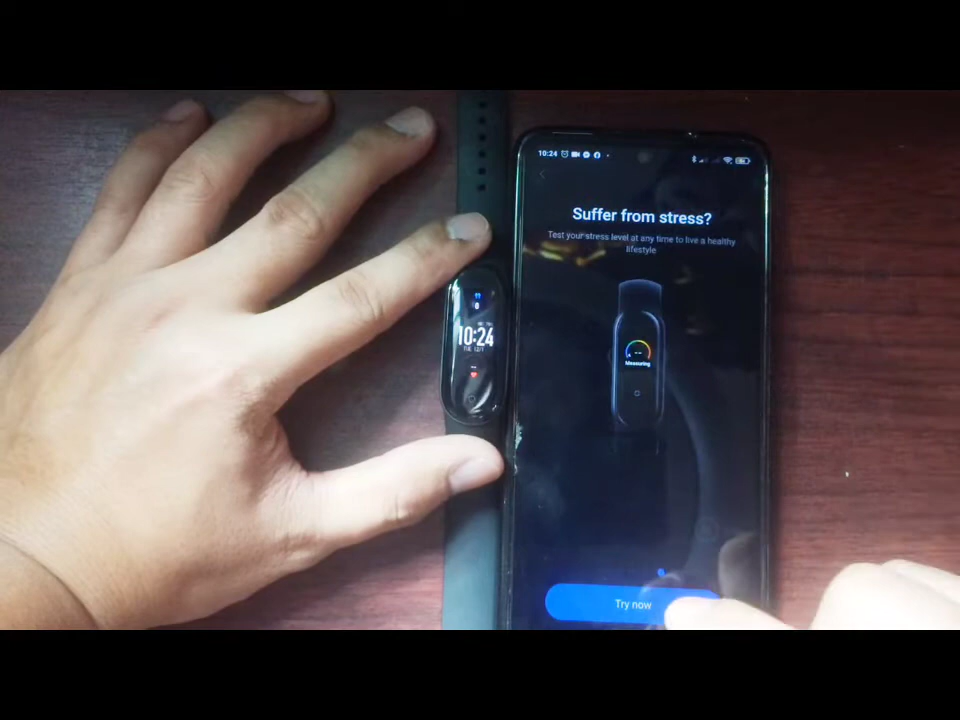 10:24
Suffer from stress?
Test your stress level at any time to live a healthy
lifestyle
10:24
Measuring
Try now